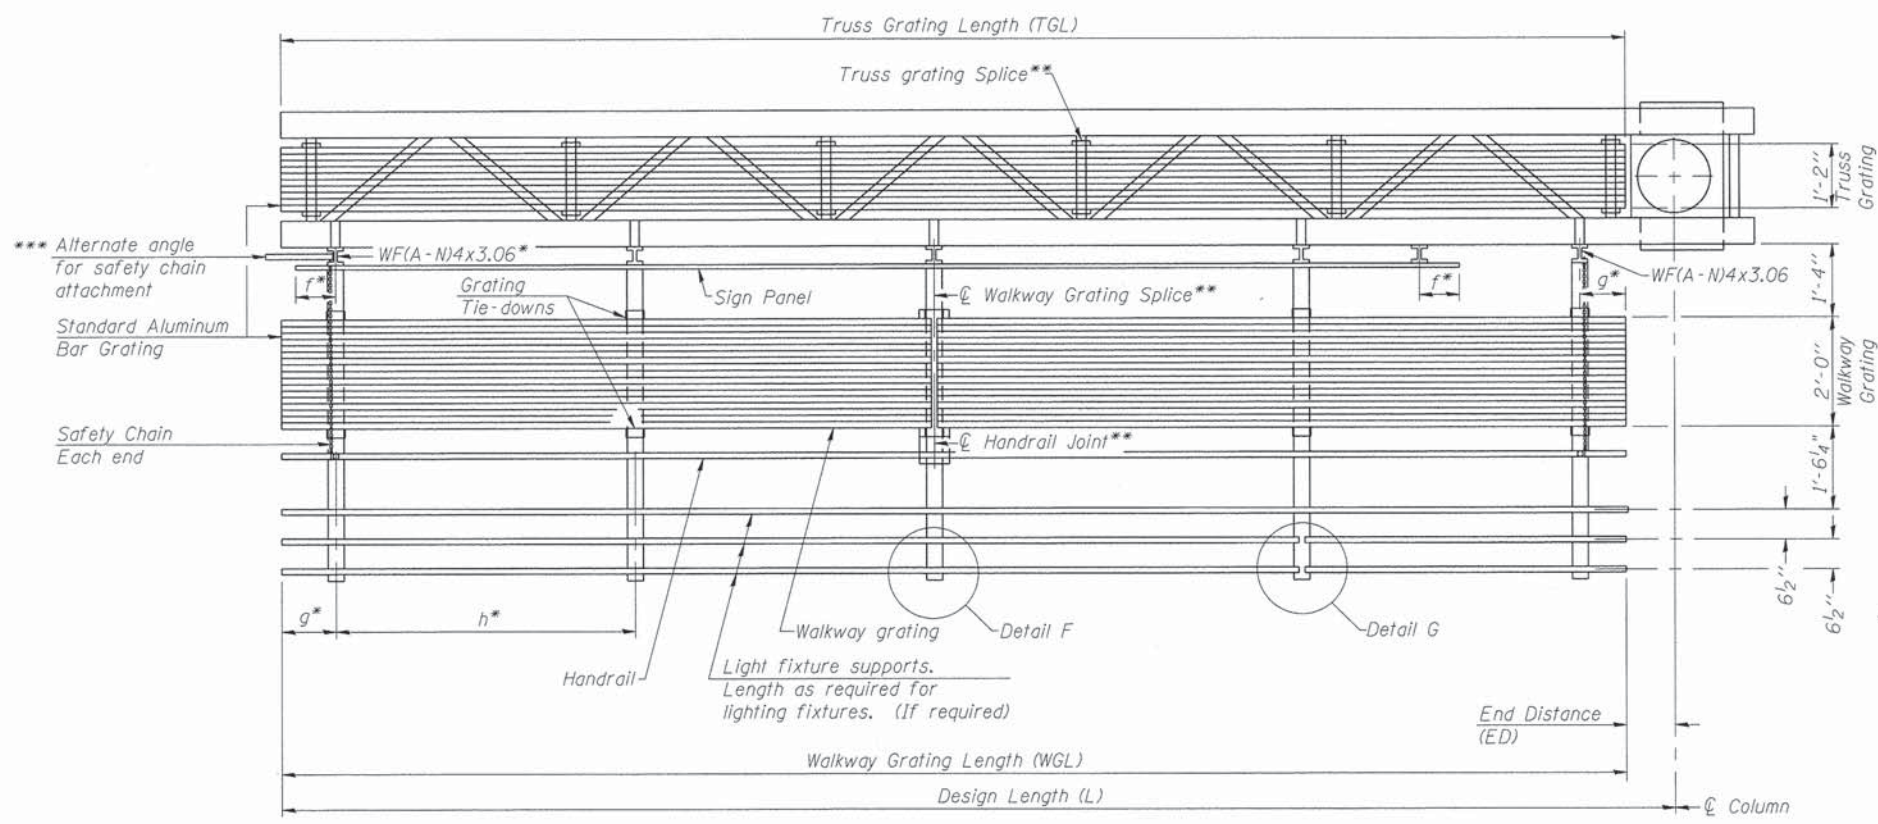 Truss Grating Length (TGL)
Truss grating Splice**
1'-2"
Truss
Grating
*** Alternate angle
for safety chain
attachment
WF(A-N)4x3.06*
f*
Sign Panel
Grating
Tie-downs
℄ Walkway Grating Splice**
f*
g*
WF(A-N)4x3.06
1'-4"
Standard Aluminum
Bar Grating
2'-0"
Walkway
Grating
Safety Chain
Each end
℄ Handrail Joint**
1'-6¼"
6½"
6½"
g*
h*
Walkway grating
Detail F
Detail G
Handrail
Light fixture supports.
Length as required for
lighting fixtures. (If required)
End Distance
(ED)
Walkway Grating Length (WGL)
Design Length (L)
℄ Column